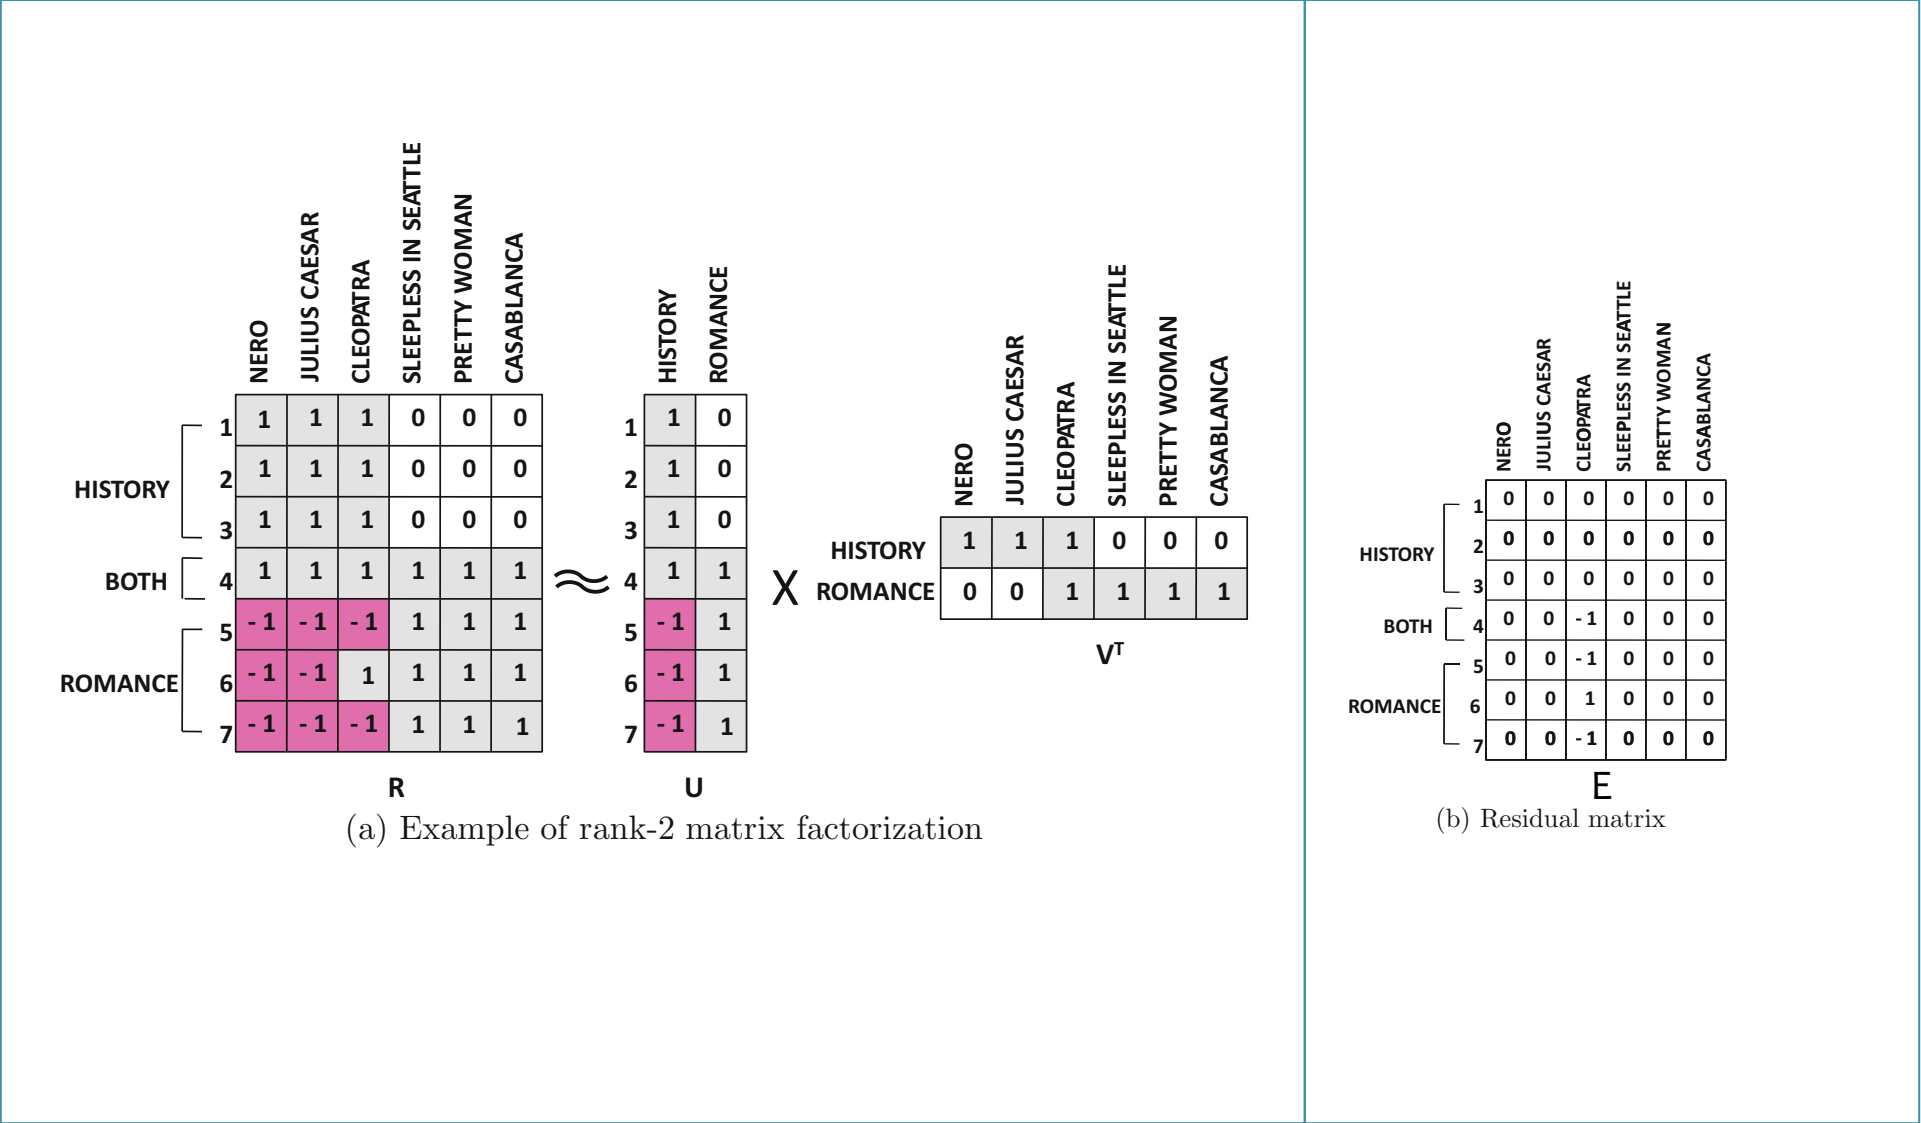 NERO JULIUS CAESAR CLEOPATRA SLEEPLESS IN SEATTLE PRETTY WOMAN CASABLANCA
HISTORY
BOTH
ROMANCE
1 1 1 1 0 0 0
2 1 1 1 0 0 0
3 1 1 1 0 0 0
4 1 1 1 1 1 1
5 -1 -1 -1 1 1 1
6 -1 -1 1 1 1 1
7 -1 -1 -1 1 1 1
R
≈
HISTORY ROMANCE
1 1 0
2 1 0
3 1 0
4 1 1
5 -1 1
6 -1 1
7 -1 1
U
X
NERO JULIUS CAESAR CLEOPATRA SLEEPLESS IN SEATTLE PRETTY WOMAN CASABLANCA
HISTORY 1 1 1 0 0 0
ROMANCE 0 0 1 1 1 1
Vᵀ
(a) Example of rank-2 matrix factorization
NERO JULIUS CAESAR CLEOPATRA SLEEPLESS IN SEATTLE PRETTY WOMAN CASABLANCA
HISTORY
BOTH
ROMANCE
1 0 0 0 0 0 0
2 0 0 0 0 0 0
3 0 0 0 0 0 0
4 0 0 -1 0 0 0
5 0 0 -1 0 0 0
6 0 0 1 0 0 0
7 0 0 -1 0 0 0
E
(b) Residual matrix